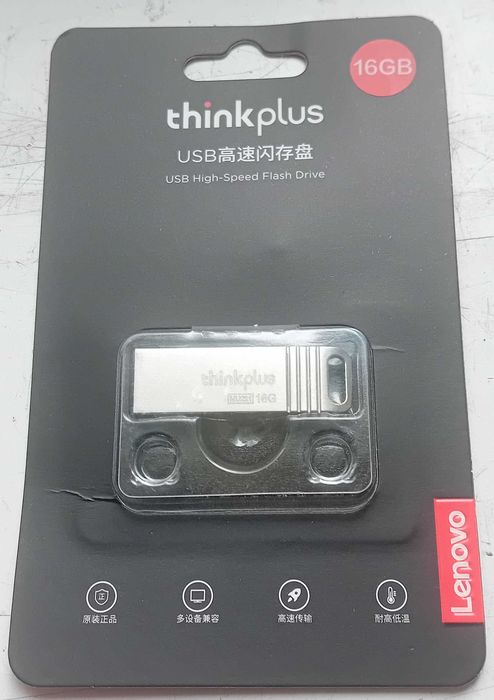 16GB
thinkplus
USB高速闪存盘
USB High-Speed Flash Drive
thinkplus
16G
Lenovo
正
原装正品
多设备兼容
高速传输
耐高低温